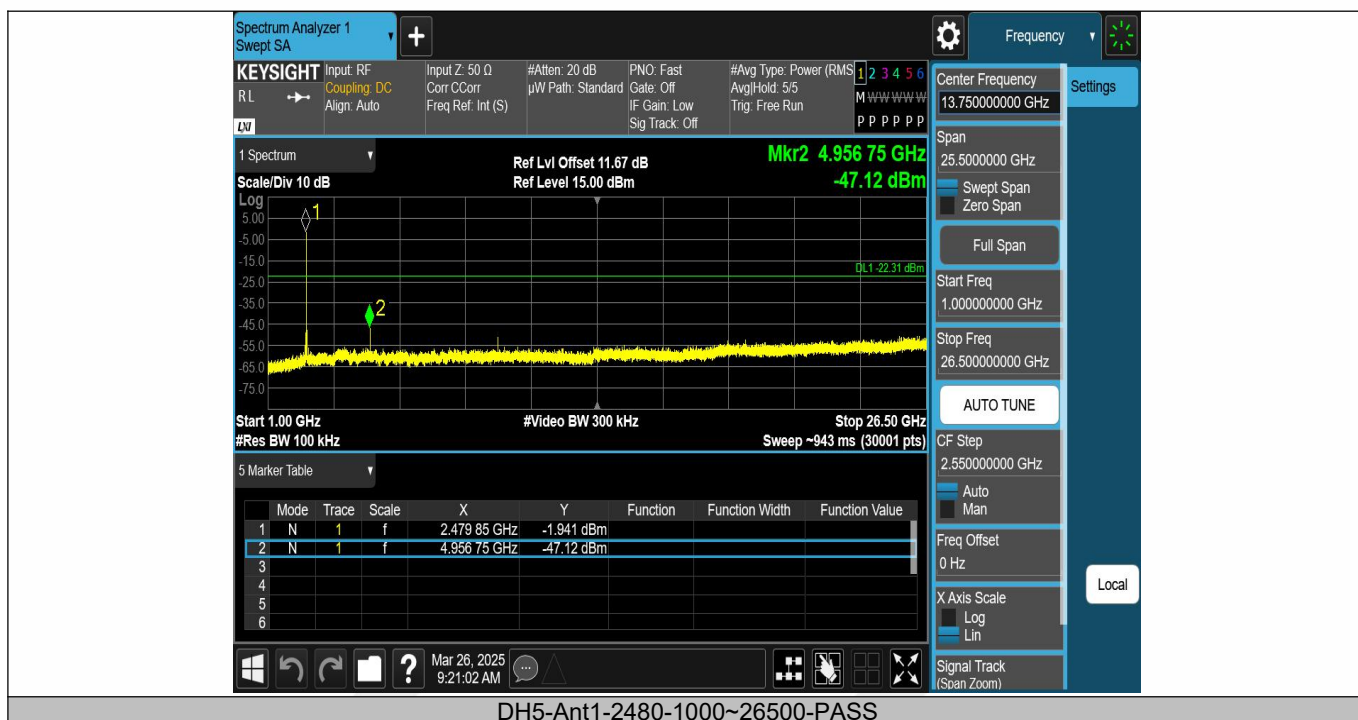 Spectrum Analyzer 1
Swept SA
Frequency
KEYSIGHT
RL
LXI
Input: RF
Coupling: DC
Align: Auto
Input Z: 50 Ω
Corr CCorr
Freq Ref: Int (S)
#Atten: 20 dB
µW Path: Standard
PNO: Fast
Gate: Off
IF Gain: Low
Sig Track: Off
#Avg Type: Power (RMS
Avg|Hold: 5/5
Trig: Free Run
1 2 3 4 5 6
M W W W W W
P P P P P P
1 Spectrum
Scale/Div 10 dB
Ref Lvl Offset 11.67 dB
Ref Level 15.00 dBm
Mkr2 4.956 75 GHz
-47.12 dBm
Log
5.00
-5.00
-15.0
-25.0
-35.0
-45.0
-55.0
-65.0
-75.0
1
2
DL1 -22.31 dBm
Start 1.00 GHz
#Video BW 300 kHz
Stop 26.50 GHz
#Res BW 100 kHz
Sweep ~943 ms (30001 pts)
5 Marker Table
Mode Trace Scale X Y Function Function Width Function Value
1 N 1 f 2.479 85 GHz -1.941 dBm
2 N 1 f 4.956 75 GHz -47.12 dBm
3
4
5
6
Mar 26, 2025
9:21:02 AM
Center Frequency
13.750000000 GHz
Settings
Span
25.5000000 GHz
Swept Span
Zero Span
Full Span
Start Freq
1.000000000 GHz
Stop Freq
26.500000000 GHz
AUTO TUNE
CF Step
2.550000000 GHz
Auto
Man
Freq Offset
0 Hz
Local
X Axis Scale
Log
Lin
Signal Track
(Span Zoom)
DH5-Ant1-2480-1000~26500-PASS